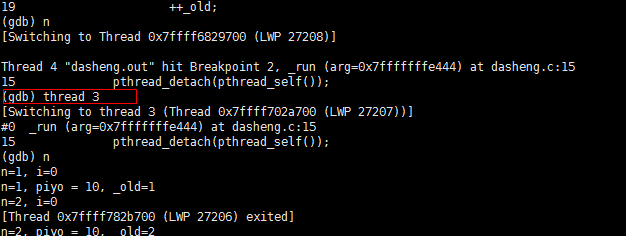 19                      ++_old;
(gdb) n
[Switching to Thread 0x7ffff6829700 (LWP 27208)]
Thread 4 "dasheng.out" hit Breakpoint 2, _run (arg=0x7fffffffe444) at dasheng.c:15
15              pthread_detach(pthread_self());
(gdb) thread 3
[Switching to thread 3 (Thread 0x7ffff702a700 (LWP 27207))]
#0  _run (arg=0x7fffffffe444) at dasheng.c:15
15              pthread_detach(pthread_self());
(gdb) n
n=1, i=0
n=1, piyo = 10, _old=1
n=2, i=0
[Thread 0x7ffff782b700 (LWP 27206) exited]
n=2, piyo = 10, _old=2